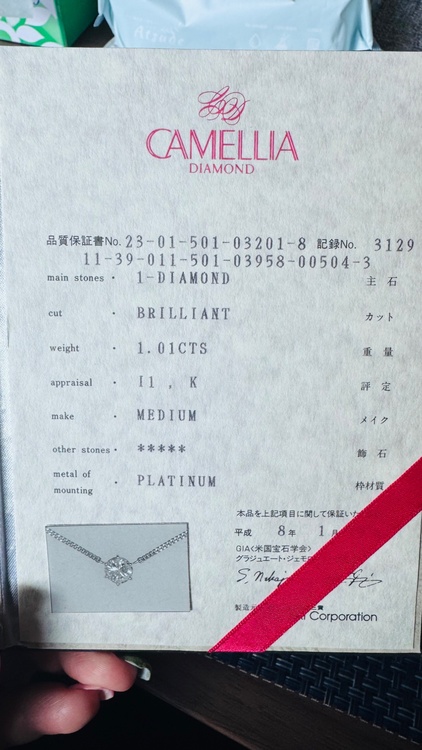 CAMELLIA
DIAMOND
品質保証書No. 23-01-501-03201-8 記録No. 3129
11-39-011-501-03958-00504-3
main stones • 1-DIAMOND 主石
cut • BRILLIANT カット
weight • 1.01CTS 重量
appraisal • I1 , K 評定
make • MEDIUM メイク
other stones • ***** 飾石
metal of
mounting • PLATINUM 枠材質
本品を上記項目に関して保証いた
平成 8年 1月
GIA〈米国宝石学会〉
グラジュエート・ジェモ
製造元
Corporation